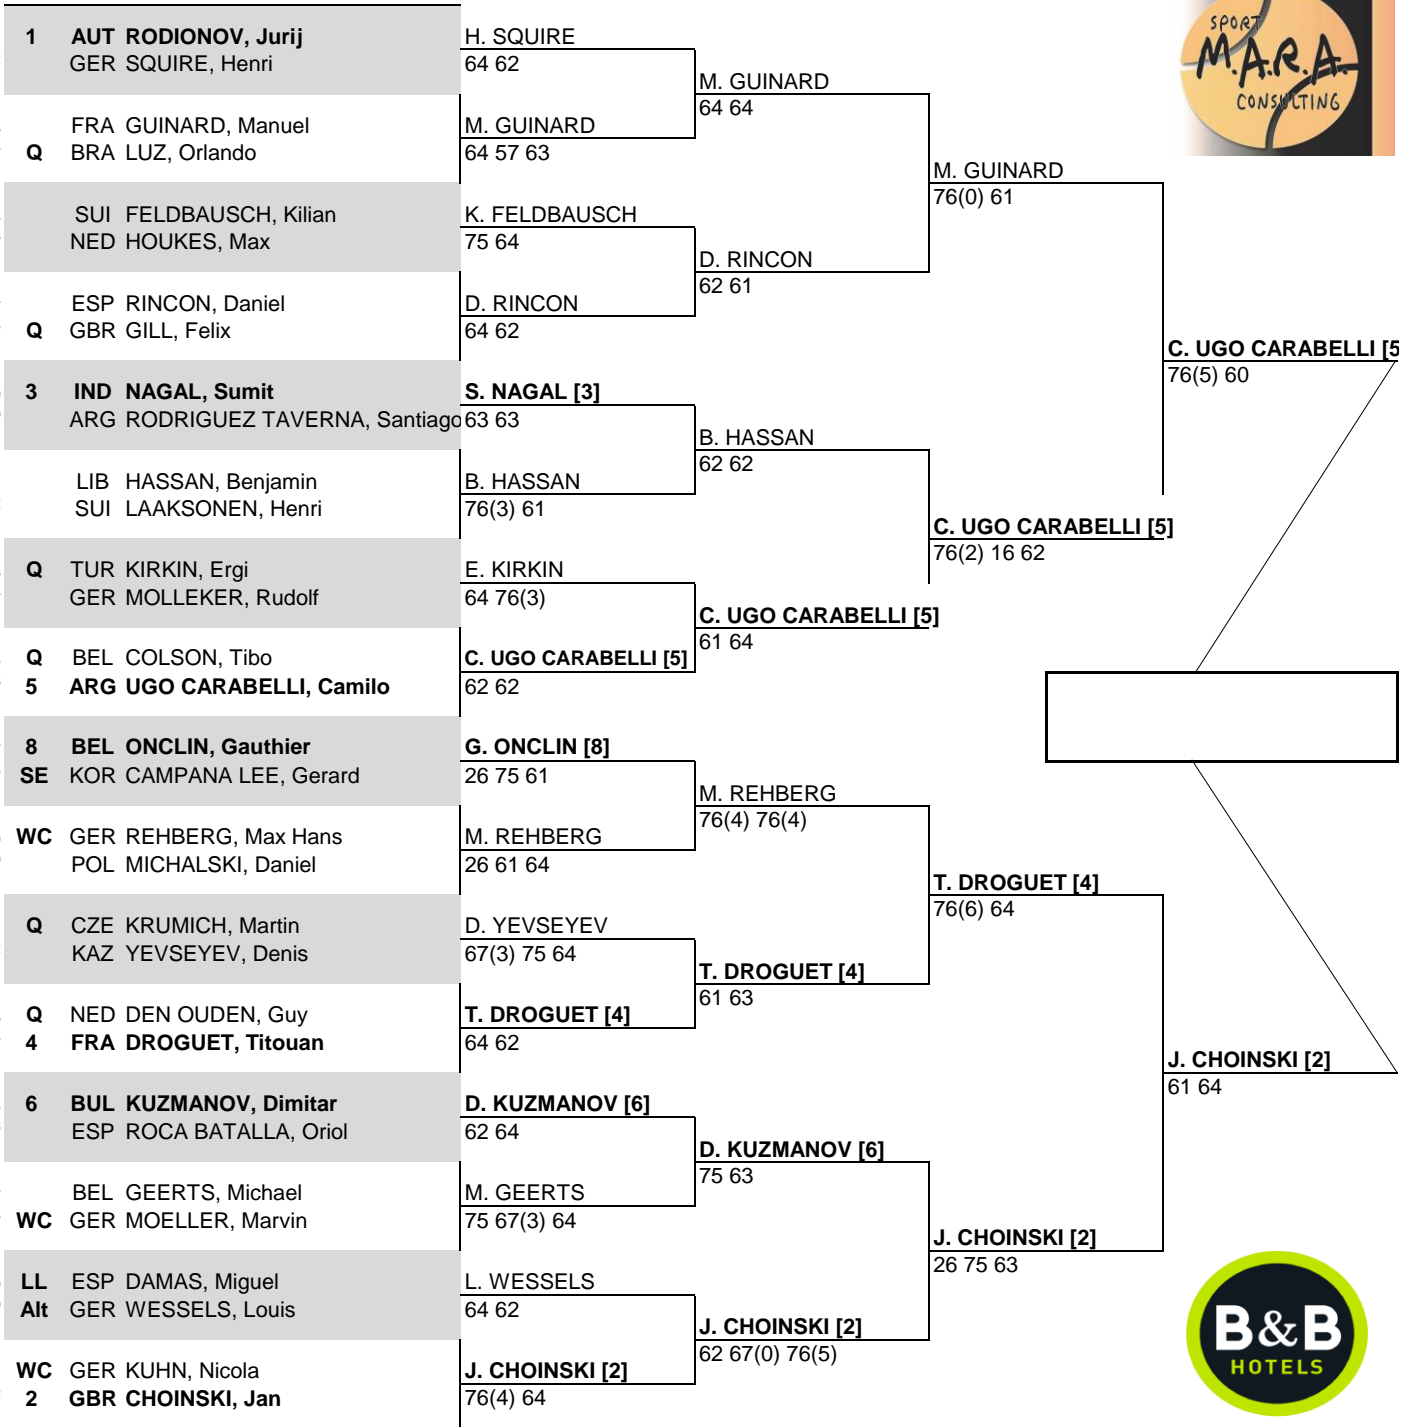 1 AUT RODIONOV, Jurij
GER SQUIRE, Henri
FRA GUINARD, Manuel
Q BRA LUZ, Orlando
SUI FELDBAUSCH, Kilian
NED HOUKES, Max
ESP RINCON, Daniel
Q GBR GILL, Felix
3 IND NAGAL, Sumit
ARG RODRIGUEZ TAVERNA, Santiago
LIB HASSAN, Benjamin
SUI LAAKSONEN, Henri
Q TUR KIRKIN, Ergi
GER MOLLEKER, Rudolf
Q BEL COLSON, Tibo
5 ARG UGO CARABELLI, Camilo
8 BEL ONCLIN, Gauthier
SE KOR CAMPANA LEE, Gerard
WC GER REHBERG, Max Hans
POL MICHALSKI, Daniel
Q CZE KRUMICH, Martin
KAZ YEVSEYEV, Denis
Q NED DEN OUDEN, Guy
4 FRA DROGUET, Titouan
6 BUL KUZMANOV, Dimitar
ESP ROCA BATALLA, Oriol
BEL GEERTS, Michael
WC GER MOELLER, Marvin
LL ESP DAMAS, Miguel
Alt GER WESSELS, Louis
WC GER KUHN, Nicola
2 GBR CHOINSKI, Jan
H. SQUIRE
64 62
M. GUINARD
64 57 63
K. FELDBAUSCH
75 64
D. RINCON
64 62
S. NAGAL [3]
63 63
B. HASSAN
76(3) 61
E. KIRKIN
64 76(3)
C. UGO CARABELLI [5]
62 62
G. ONCLIN [8]
26 75 61
M. REHBERG
26 61 64
D. YEVSEYEV
67(3) 75 64
T. DROGUET [4]
64 62
D. KUZMANOV [6]
62 64
M. GEERTS
75 67(3) 64
L. WESSELS
64 62
J. CHOINSKI [2]
76(4) 64
M. GUINARD
64 64
D. RINCON
62 61
B. HASSAN
62 62
C. UGO CARABELLI [5]
61 64
M. REHBERG
76(4) 76(4)
T. DROGUET [4]
61 63
D. KUZMANOV [6]
75 63
J. CHOINSKI [2]
62 67(0) 76(5)
M. GUINARD
76(0) 61
C. UGO CARABELLI [5]
76(2) 16 62
T. DROGUET [4]
76(6) 64
J. CHOINSKI [2]
26 75 63
C. UGO CARABELLI [5
76(5) 60
J. CHOINSKI [2]
61 64
SPORT
M.A.R.A.
CONSULTING
B&B
HOTELS